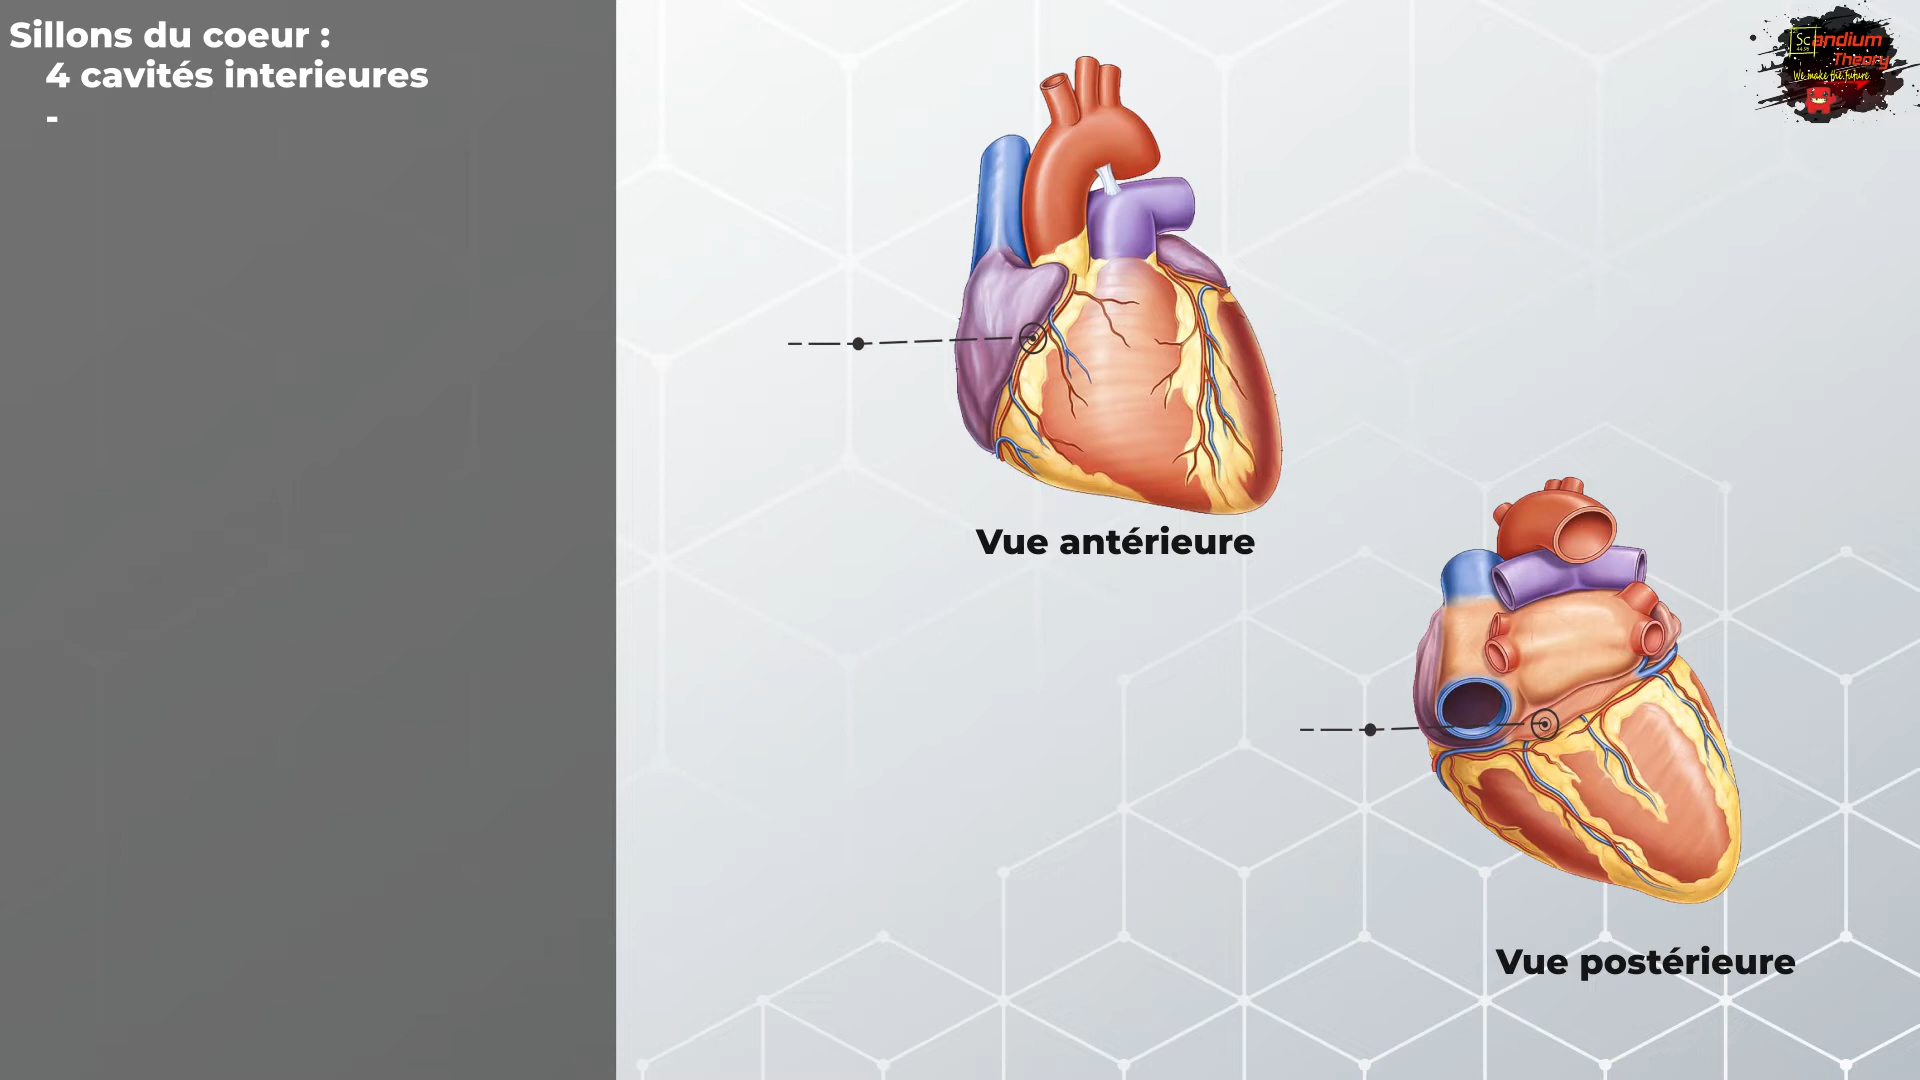 Sillons du coeur :
4 cavités interieures
-
Scandium
Theory
We make the future
Vue antérieure
Vue postérieure